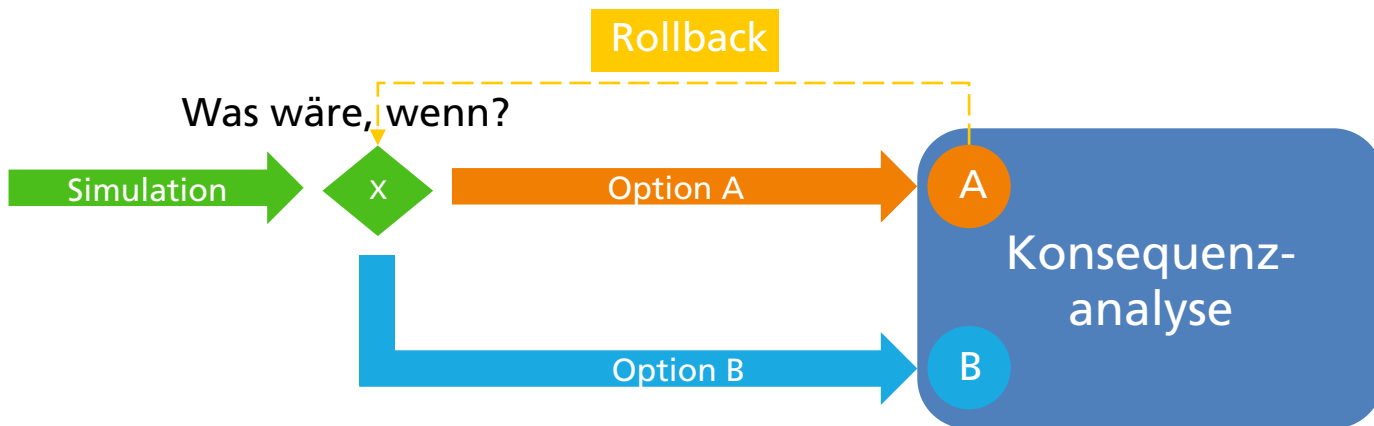 Rollback
Was wäre, wenn?
Simulation
X
Option A
A
Konsequenz-
analyse
Option B
B